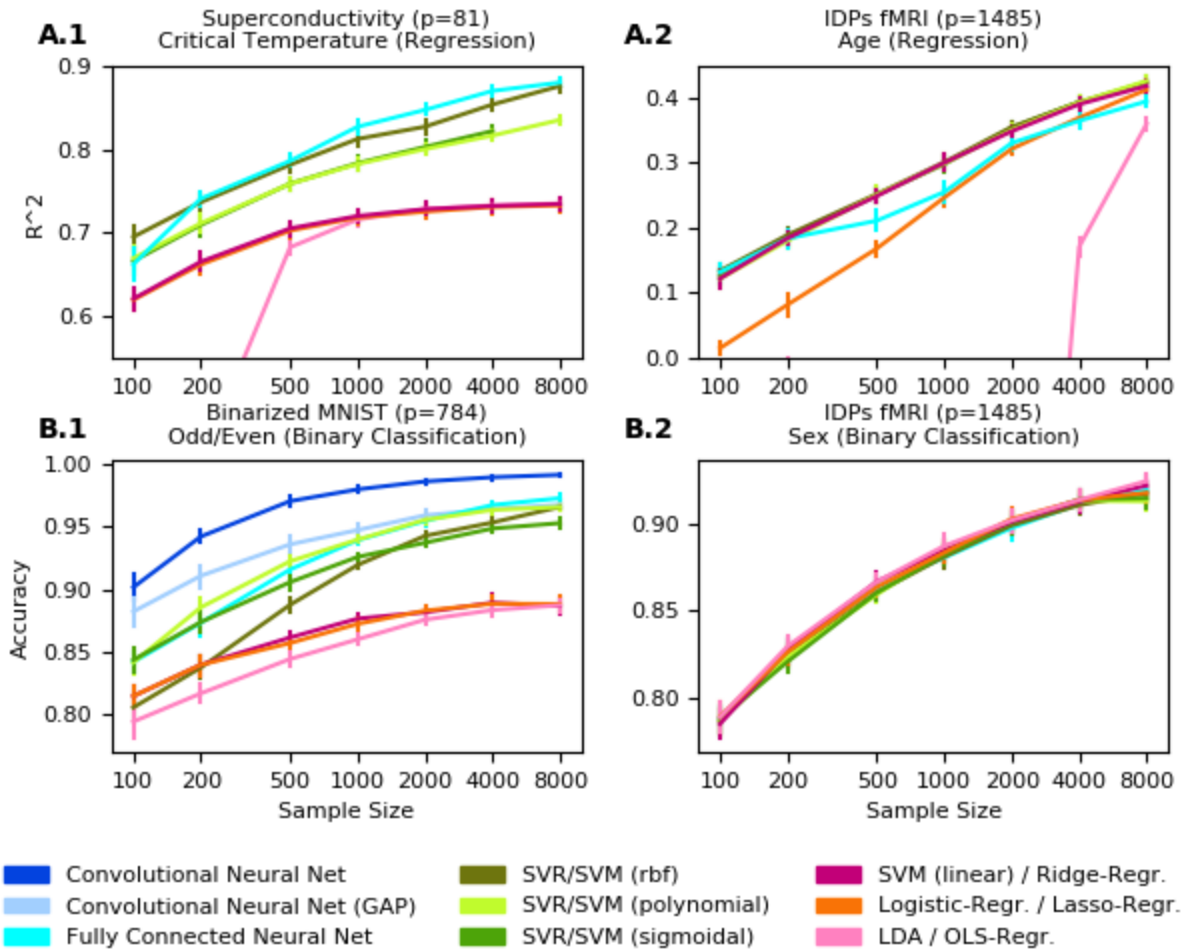 A.1
Superconductivity (p=81)
Critical Temperature (Regression)
0.9
0.8
0.7
0.6
R^2
100 200 500 1000 2000 4000 8000
A.2
IDPs fMRI (p=1485)
Age (Regression)
0.4
0.3
0.2
0.1
0.0
100 200 500 1000 2000 4000 8000
B.1
Binarized MNIST (p=784)
Odd/Even (Binary Classification)
1.00
0.95
0.90
0.85
0.80
Accuracy
100 200 500 1000 2000 4000 8000
Sample Size
B.2
IDPs fMRI (p=1485)
Sex (Binary Classification)
0.90
0.85
0.80
100 200 500 1000 2000 4000 8000
Sample Size
Convolutional Neural Net
Convolutional Neural Net (GAP)
Fully Connected Neural Net
SVR/SVM (rbf)
SVR/SVM (polynomial)
SVR/SVM (sigmoidal)
SVM (linear) / Ridge-Regr.
Logistic-Regr. / Lasso-Regr.
LDA / OLS-Regr.